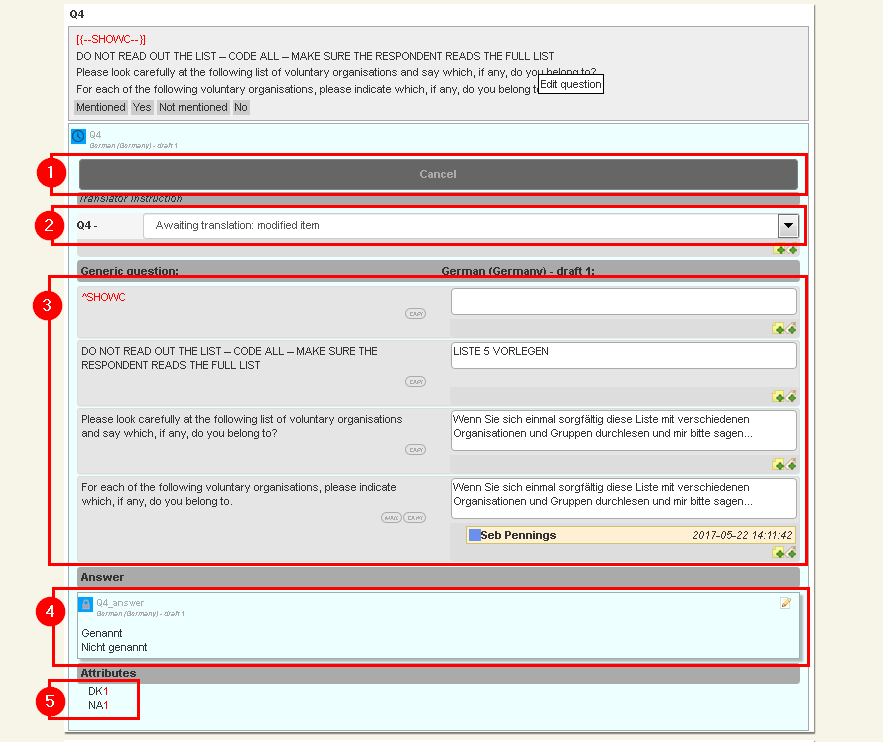 Q4
[{--SHOWC--}]
DO NOT READ OUT THE LIST – CODE ALL – MAKE SURE THE RESPONDENT READS THE FULL LIST
Please look carefully at the following list of voluntary organisations and say which, if any, do you belong to?
For each of the following voluntary organisations, please indicate which, if any, do you belong
Edit question
Mentioned Yes Not mentioned No
Q4
German (Germany) - draft 1
1
Cancel
Translator instruction
2
Q4 - Awaiting translation: modified item
Generic question: German (Germany) - draft 1:
3
^SHOWC
CAPI
DO NOT READ OUT THE LIST – CODE ALL – MAKE SURE THE
RESPONDENT READS THE FULL LIST
LISTE 5 VORLEGEN
CAPI
Please look carefully at the following list of voluntary organisations
and say which, if any, do you belong to?
Wenn Sie sich einmal sorgfältig diese Liste mit verschiedenen
Organisationen und Gruppen durchlesen und mir bitte sagen...
CAPI
For each of the following voluntary organisations, please indicate
which, if any, do you belong to.
Wenn Sie sich einmal sorgfältig diese Liste mit verschiedenen
Organisationen und Gruppen durchlesen und mir bitte sagen...
MAIL CAWI
Seb Pennings 2017-05-22 14:11:42
Answer
4
Q4_answer
German (Germany) - draft 1
Genannt
Nicht genannt
Attributes
5
DK1
NA1